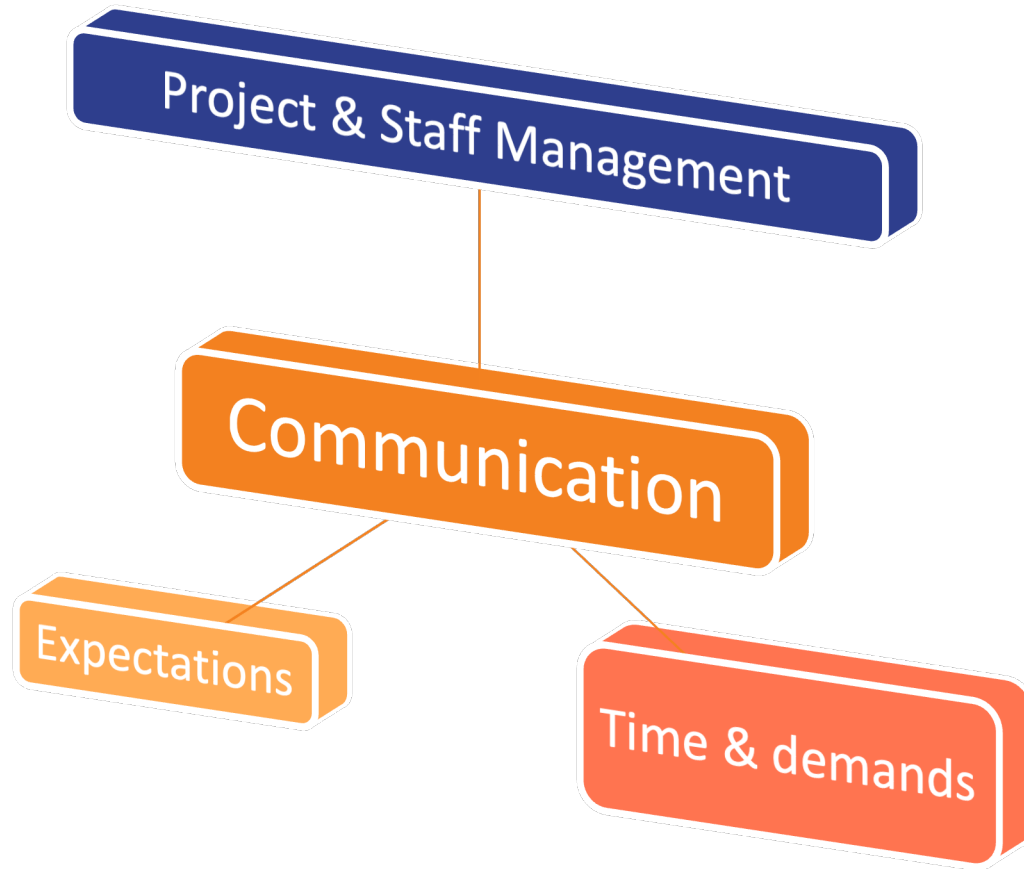 Project & Staff Management
Communication
Expectations
Time & demands